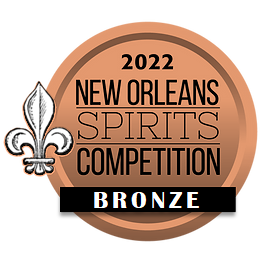 2022
NEW ORLEANS
SPIRITS
COMPETITION
BRONZE